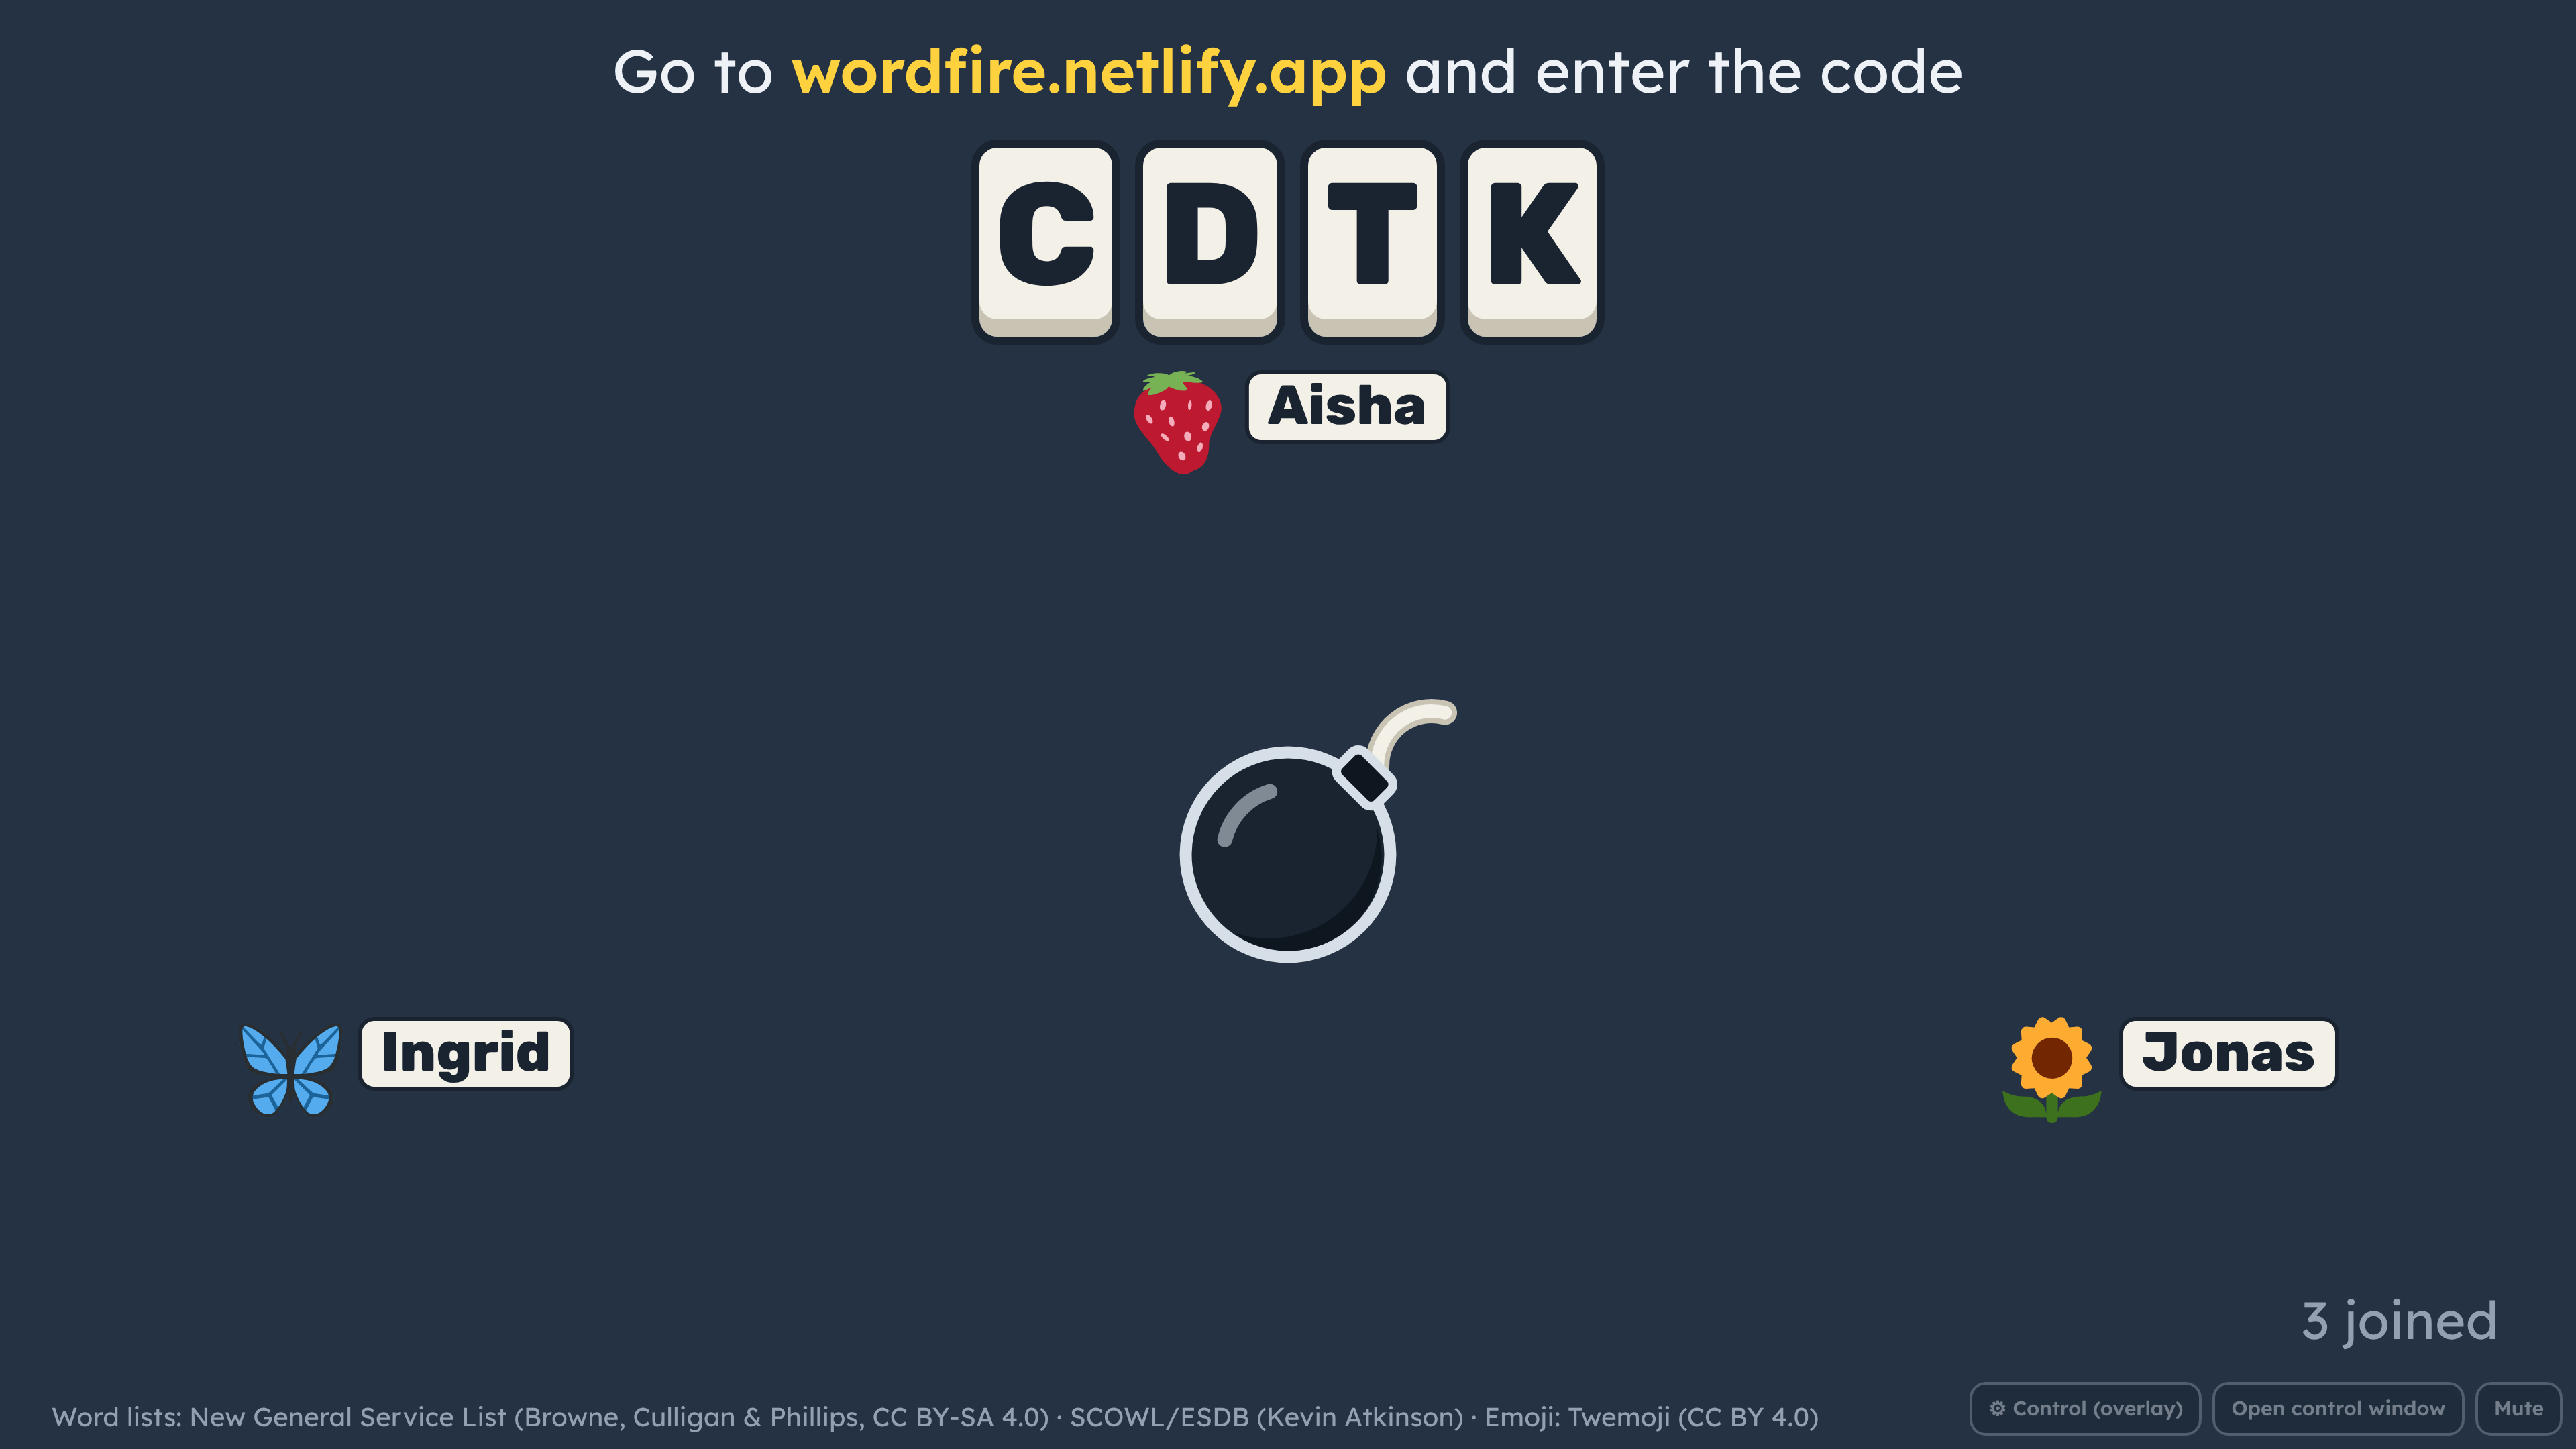 Go to wordfire.netlify.app and enter the code
CDTK
Aisha
Ingrid
Jonas
3 joined
Word lists: New General Service List (Browne, Culligan & Phillips, CC BY-SA 4.0) · SCOWL/ESDB (Kevin Atkinson) · Emoji: Twemoji (CC BY 4.0)
⚙ Control (overlay)
Open control window
Mute